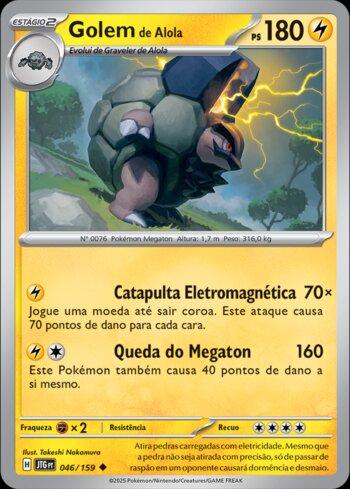 ESTÁGIO 2
Golem de Alola PS 180
Evolui de Graveler de Alola
Nº 0076 Pokémon Megaton Altura: 1,7 m Peso: 316,0 kg
Catapulta Eletromagnética 70×
Jogue uma moeda até sair coroa. Este ataque causa
70 pontos de dano para cada cara.
Queda do Megaton 160
Este Pokémon também causa 40 pontos de dano a
si mesmo.
Fraqueza ×2 Resistência Recuo
Ilust. Takeshi Nakamura
H JTG PT 046/159
Atira pedras carregadas com eletricidade. Mesmo que
a pedra não seja atirada com precisão, só de passar de
raspão em um oponente causará dormência e desmaio.
©2025 Pokémon/Nintendo/Creatures/GAME FREAK